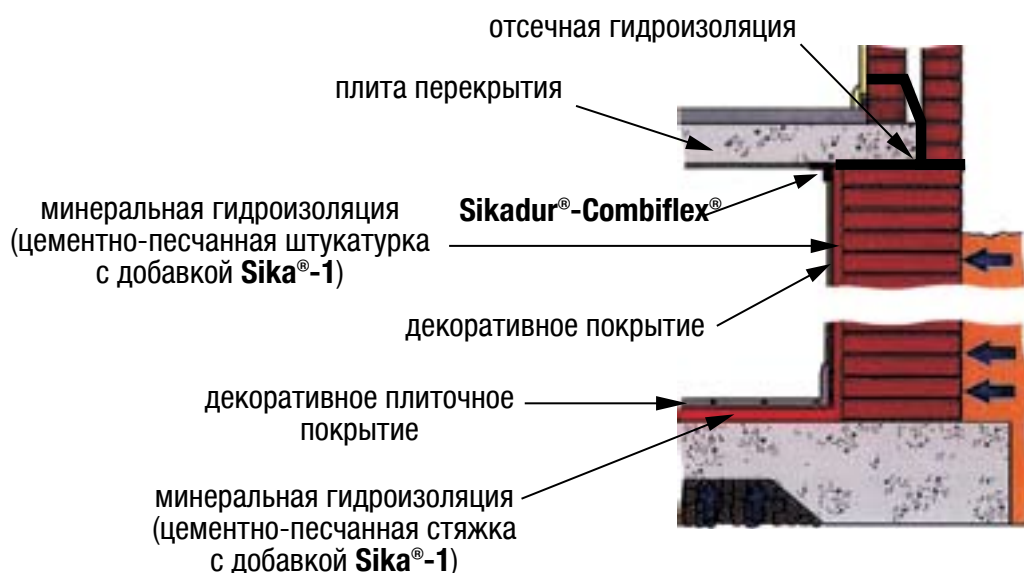 отсечная гидроизоляция
плита перекрытия
Sikadur®-Combiflex®
минеральная гидроизоляция
(цементно-песчанная штукатурка
с добавкой Sika®-1)
декоративное покрытие
декоративное плиточное
покрытие
минеральная гидроизоляция
(цементно-песчанная стяжка
с добавкой Sika®-1)